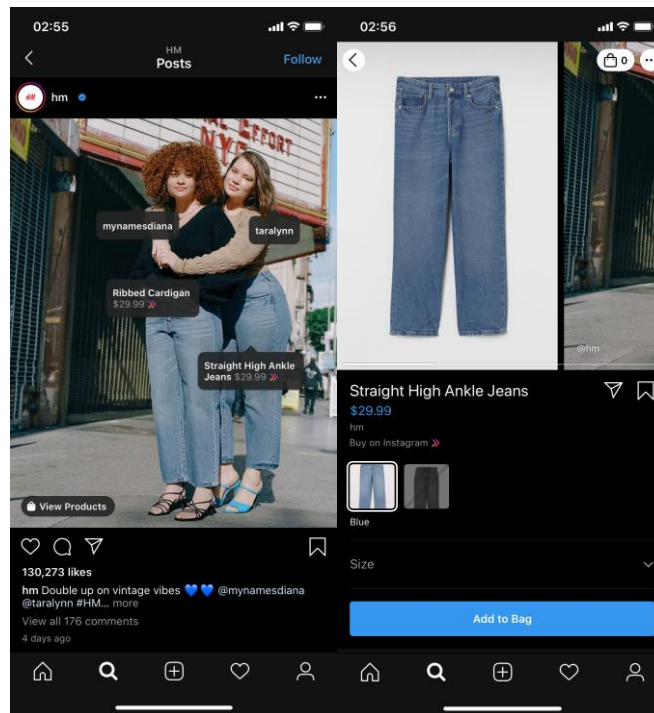 02:55
HM
Posts
Follow
hm
EFFORT
NYE
mynamesdiana
taralynn
Ribbed Cardigan
$29.99
Straight High Ankle
Jeans $29.99
View Products
130,273 likes
hm Double up on vintage vibes 💙💙 @mynamesdiana
@taralynn #HM... more
View all 176 comments
4 days ago
02:56
0
@hm
Straight High Ankle Jeans
$29.99
hm
Buy on Instagram
Blue
Size
Add to Bag